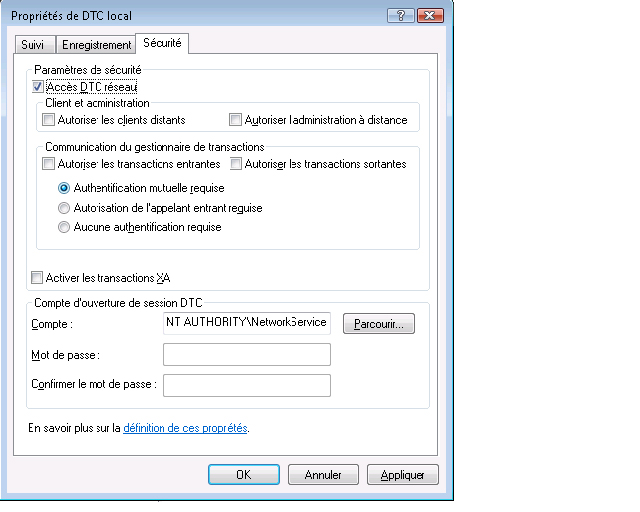 Propriétés de DTC local
Suivi Enregistrement Sécurité
Paramètres de sécurité
Accès DTC réseau
Client et administration
Autoriser les clients distants Autoriser l'administration à distance
Communication du gestionnaire de transactions
Autoriser les transactions entrantes Autoriser les transactions sortantes
Authentification mutuelle requise
Autorisation de l'appelant entrant requise
Aucune authentification requise
Activer les transactions XA
Compte d'ouverture de session DTC
Compte : NT AUTHORITY\NetworkService Parcourir...
Mot de passe :
Confirmer le mot de passe :
En savoir plus sur la définition de ces proprétés.
OK Annuler Appliquer